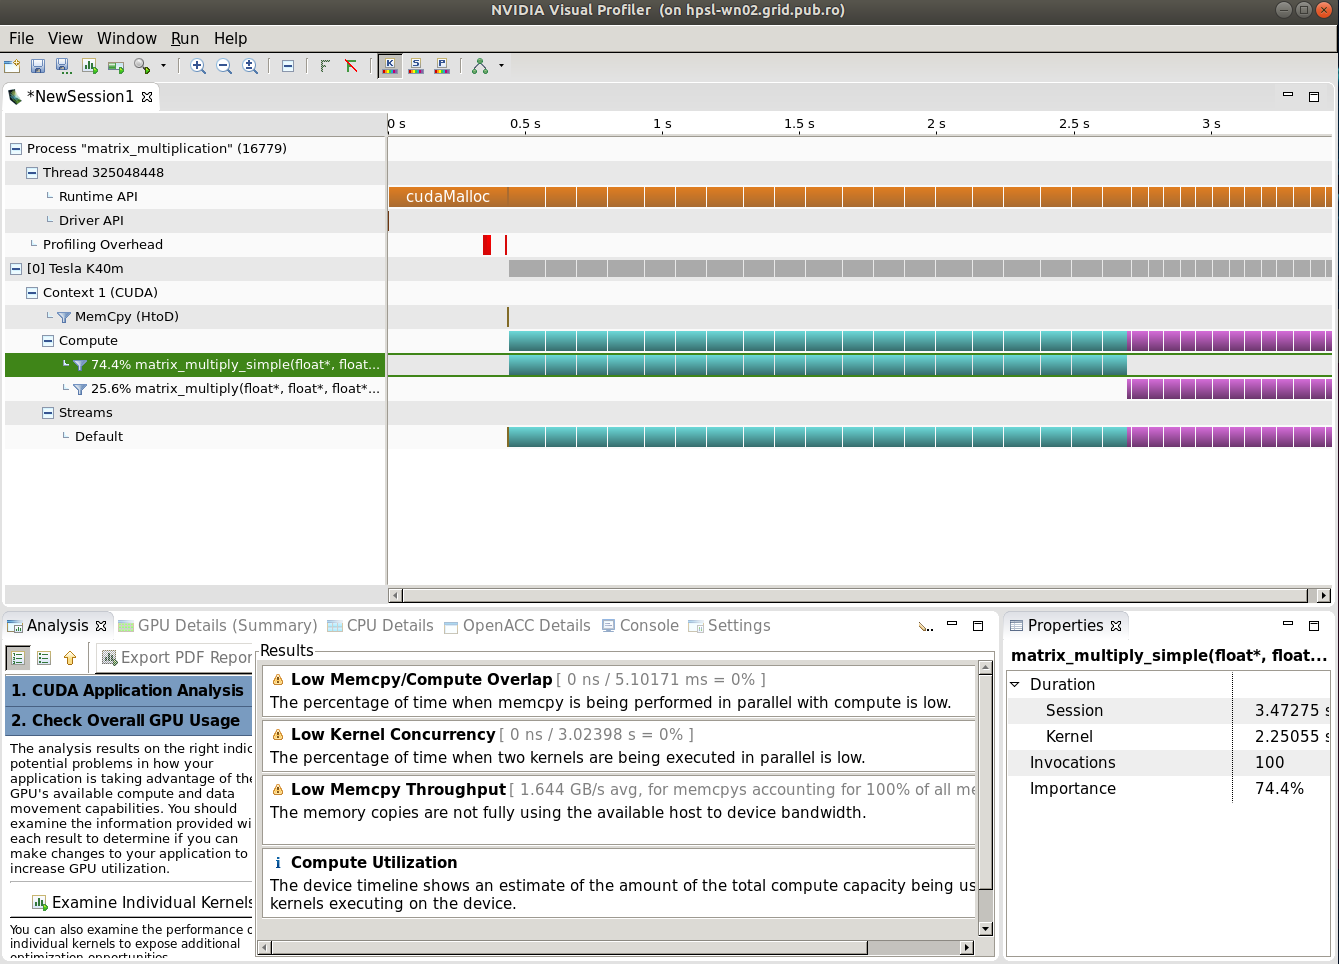 NVIDIA Visual Profiler (on hpsl-wn02.grid.pub.ro)
File View Window Run Help
K S P
*NewSession1
0 s 0.5 s 1 s 1.5 s 2 s 2.5 s 3 s
Process "matrix_multiplication" (16779)
Thread 325048448
Runtime API cudaMalloc
Driver API
Profiling Overhead
[0] Tesla K40m
Context 1 (CUDA)
MemCpy (HtoD)
Compute
74.4% matrix_multiply_simple(float*, float...
25.6% matrix_multiply(float*, float*, float*...
Streams
Default
Analysis GPU Details (Summary) CPU Details OpenACC Details Console Settings
Export PDF Repor
1. CUDA Application Analysis
2. Check Overall GPU Usage
The analysis results on the right indic
potential problems in how your
application is taking advantage of the
GPU's available compute and data
movement capabilities. You should
examine the information provided wi
each result to determine if you can
make changes to your application to
increase GPU utilization.
Examine Individual Kernels
You can also examine the performance o
individual kernels to expose additional
optimization opportunities
Results
Low Memcpy/Compute Overlap [ 0 ns / 5.10171 ms = 0% ]
The percentage of time when memcpy is being performed in parallel with compute is low.
Low Kernel Concurrency [ 0 ns / 3.02398 s = 0% ]
The percentage of time when two kernels are being executed in parallel is low.
Low Memcpy Throughput [ 1.644 GB/s avg, for memcpys accounting for 100% of all me
The memory copies are not fully using the available host to device bandwidth.
Compute Utilization
The device timeline shows an estimate of the amount of the total compute capacity being us
kernels executing on the device.
Properties
matrix_multiply_simple(float*, float...
Duration
Session 3.47275 s
Kernel 2.25055 s
Invocations 100
Importance 74.4%